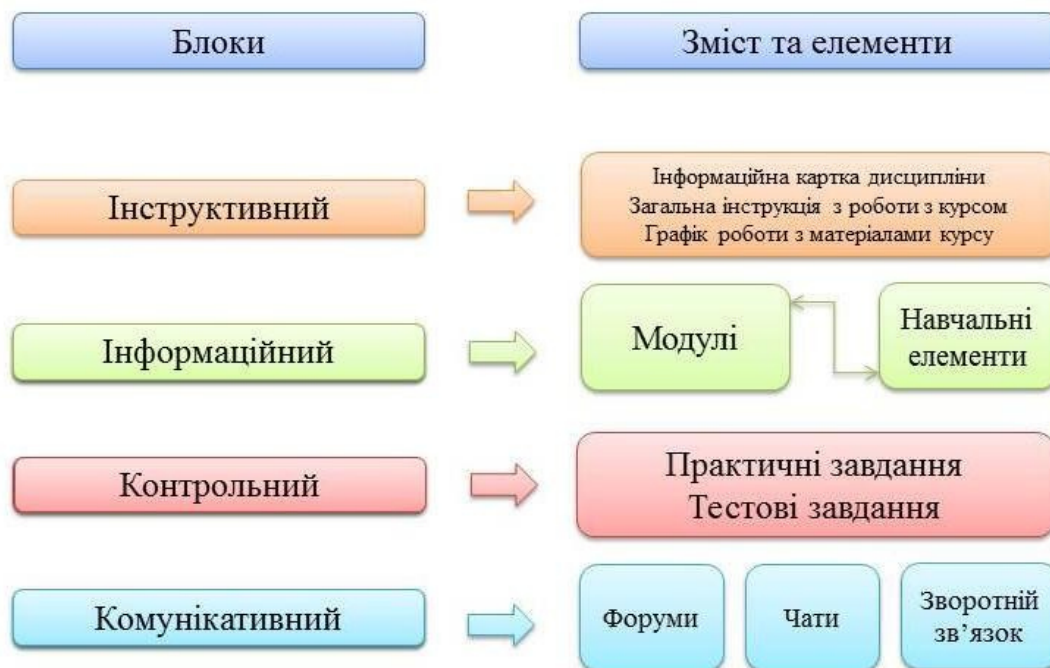 Блоки
Зміст та елементи
Інструктивний
Інформаційна картка дисципліни
Загальна інструкція з роботи з курсом
Графік роботи з матеріалами курсу
Інформаційний
Модулі
Навчальні
елементи
Контрольний
Практичні завдання
Тестові завдання
Комунікативний
Форуми
Чати
Зворотній
зв’язок